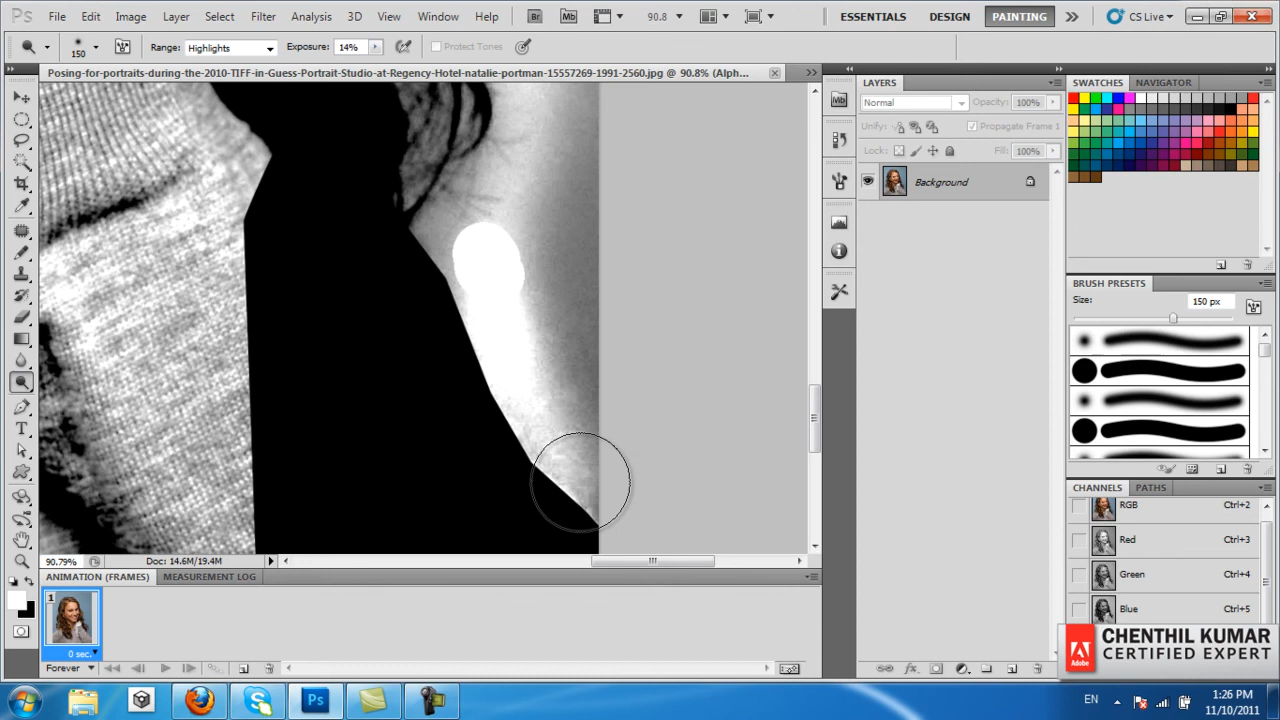 Ps File Edit Image Layer Select Filter Analysis 3D View Window Help Br Mb 90.8 ESSENTIALS DESIGN PAINTING CS Live
150 Range: Highlights Exposure: 14% Protect Tones
Posing-for-portraits-during-the-2010-TIFF-in-Guess-Portrait-Studio-at-Regency-Hotel-natalie-portman-15557269-1991-2560.jpg @ 90.8% (Alph...
LAYERS
Normal Opacity: 100%
Unify: Propagate Frame 1
Lock: Fill: 100%
Background
SWATCHES NAVIGATOR
BRUSH PRESETS
Size: 150 px
CHANNELS PATHS
RGB Ctrl+2
Red Ctrl+3
Green Ctrl+4
Blue Ctrl+5
90.79% Doc: 14.6M/19.4M
ANIMATION (FRAMES) MEASUREMENT LOG
1
0 sec.
Forever
Adobe
CHENTHIL KUMAR
CERTIFIED EXPERT
Ps
EN
1:26 PM
11/10/2011